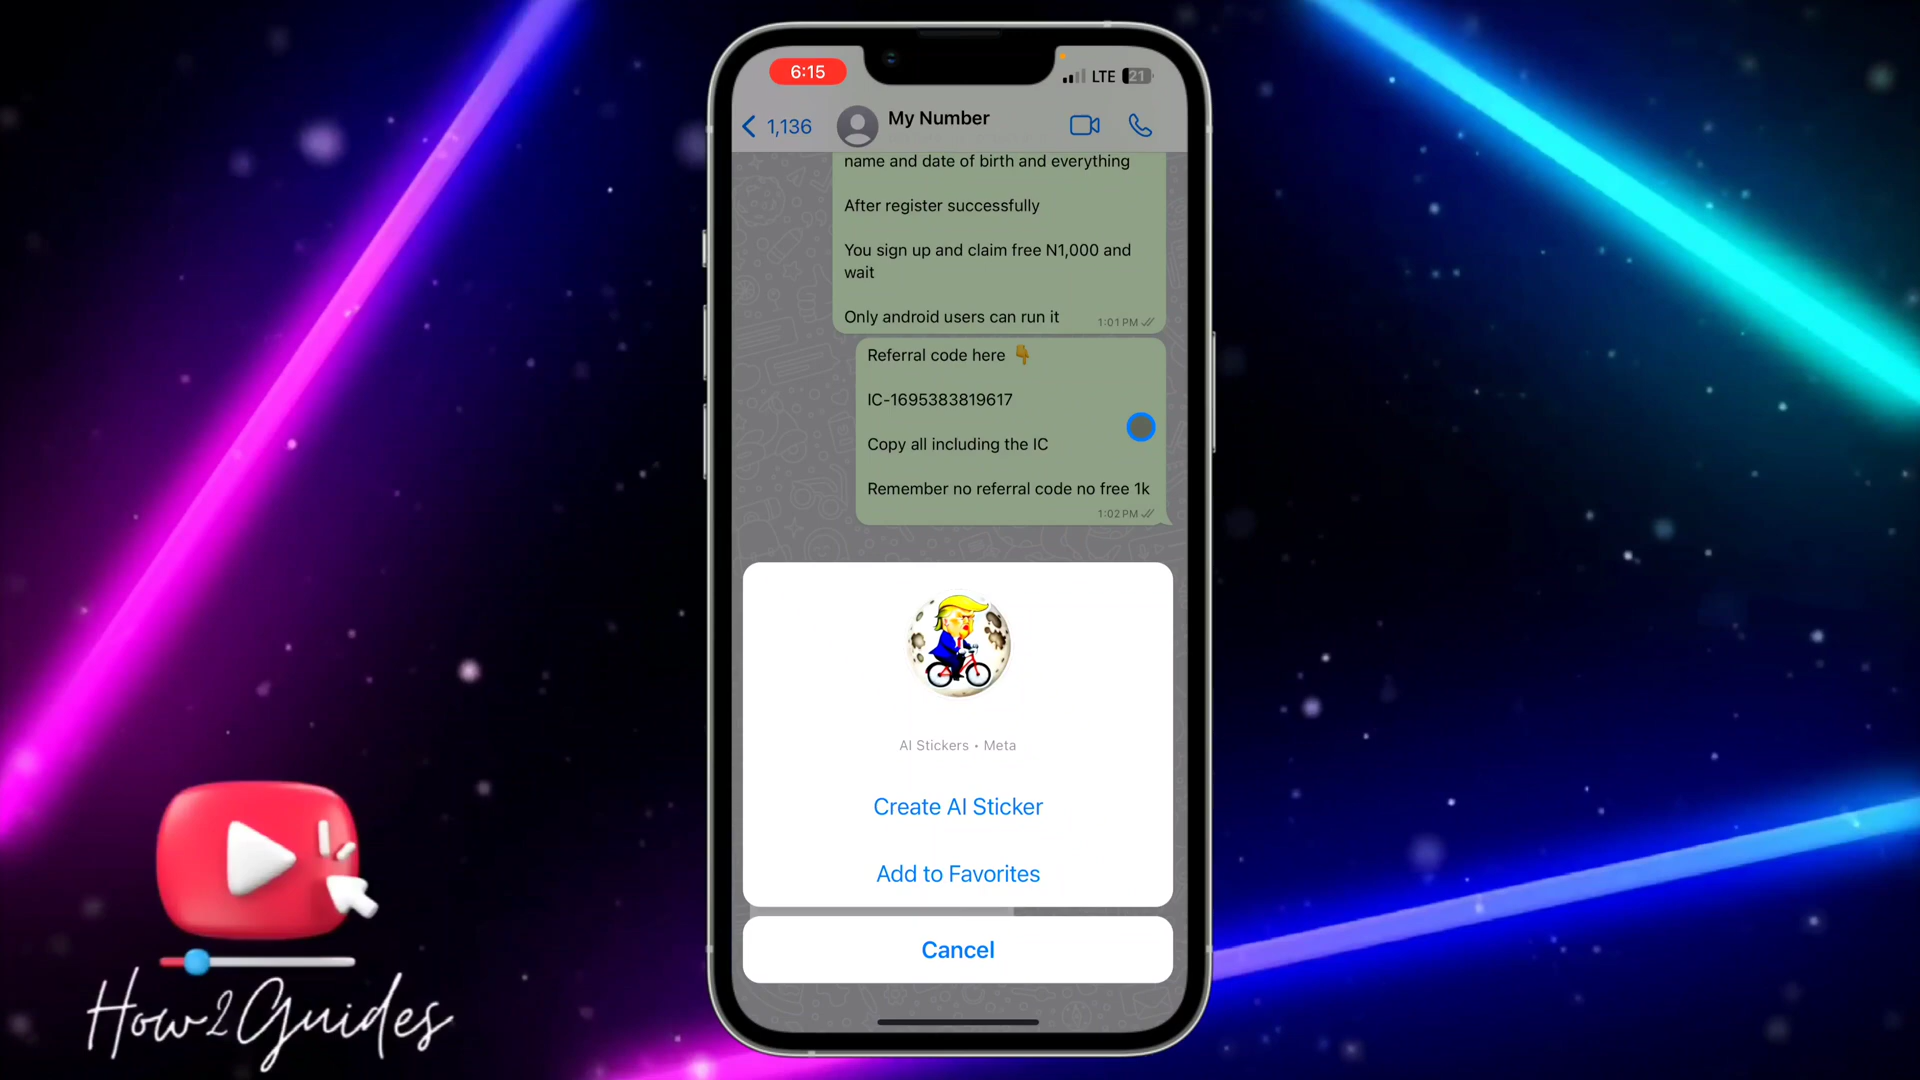 6:15
LTE 21
1,136
My Number
name and date of birth and everything
After register successfully
You sign up and claim free N1,000 and
wait
Only android users can run it
1:01 PM
Referral code here
IC-1695383819617
Copy all including the IC
Remember no referral code no free 1k
1:02 PM
AI Stickers • Meta
Create AI Sticker
Add to Favorites
Cancel
How2Guides